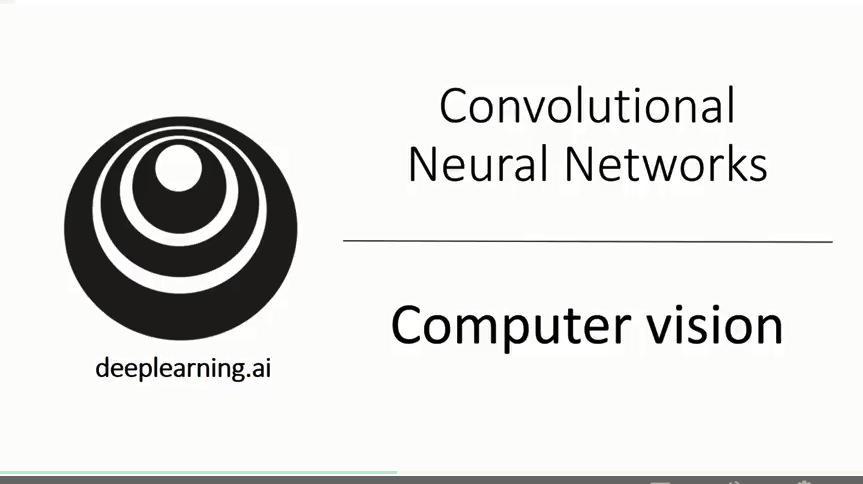 Convolutional
Neural Networks
Computer vision
deeplearning.ai